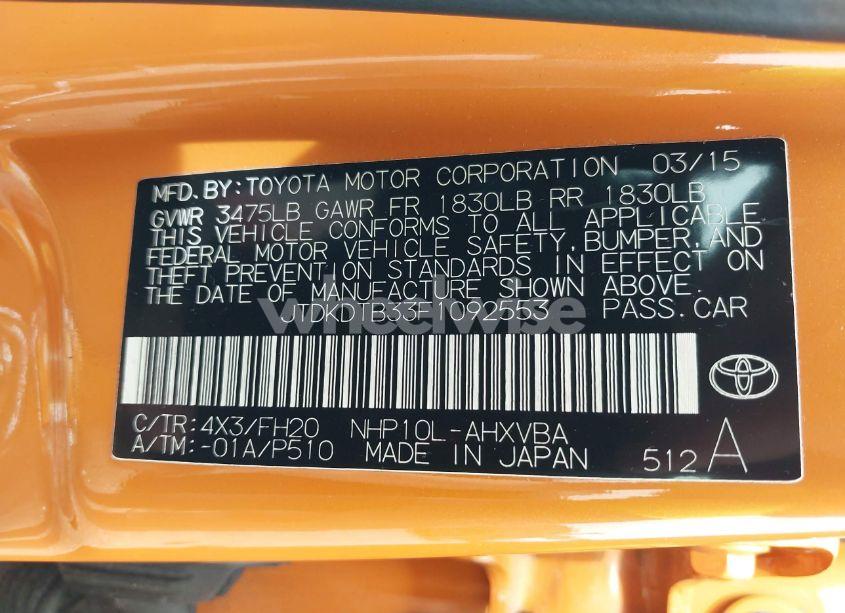 MFD. BY: TOYOTA MOTOR CORPORATION 03/15
GVWR 3475LB GAWR FR 1830LB RR 1830LB
THIS VEHICLE CONFORMS TO ALL APPLICABLE
FEDERAL MOTOR VEHICLE SAFETY, BUMPER, AND
THEFT PREVENTION STANDARDS IN EFFECT ON
THE DATE OF MANUFACTURE SHOWN ABOVE.
JTDKDTB33F1092553 PASS. CAR
wheelwise
C/TR: 4X3/FH20 NHP10L-AHXVBA
A/TM: -01A/P510 MADE IN JAPAN 512 A